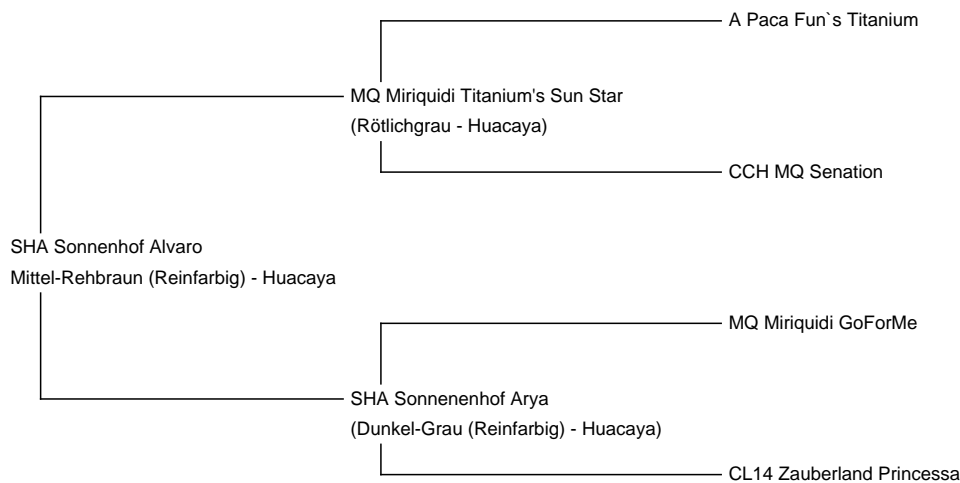 A Paca Fun`s Titanium
MQ Miriquidi Titanium's Sun Star
(Rötlichgrau - Huacaya)
CCH MQ Senation
SHA Sonnenhof Alvaro
Mittel-Rehbraun (Reinfarbig) - Huacaya
MQ Miriquidi GoForMe
SHA Sonnenenhof Arya
(Dunkel-Grau (Reinfarbig) - Huacaya)
CL14 Zauberland Princessa